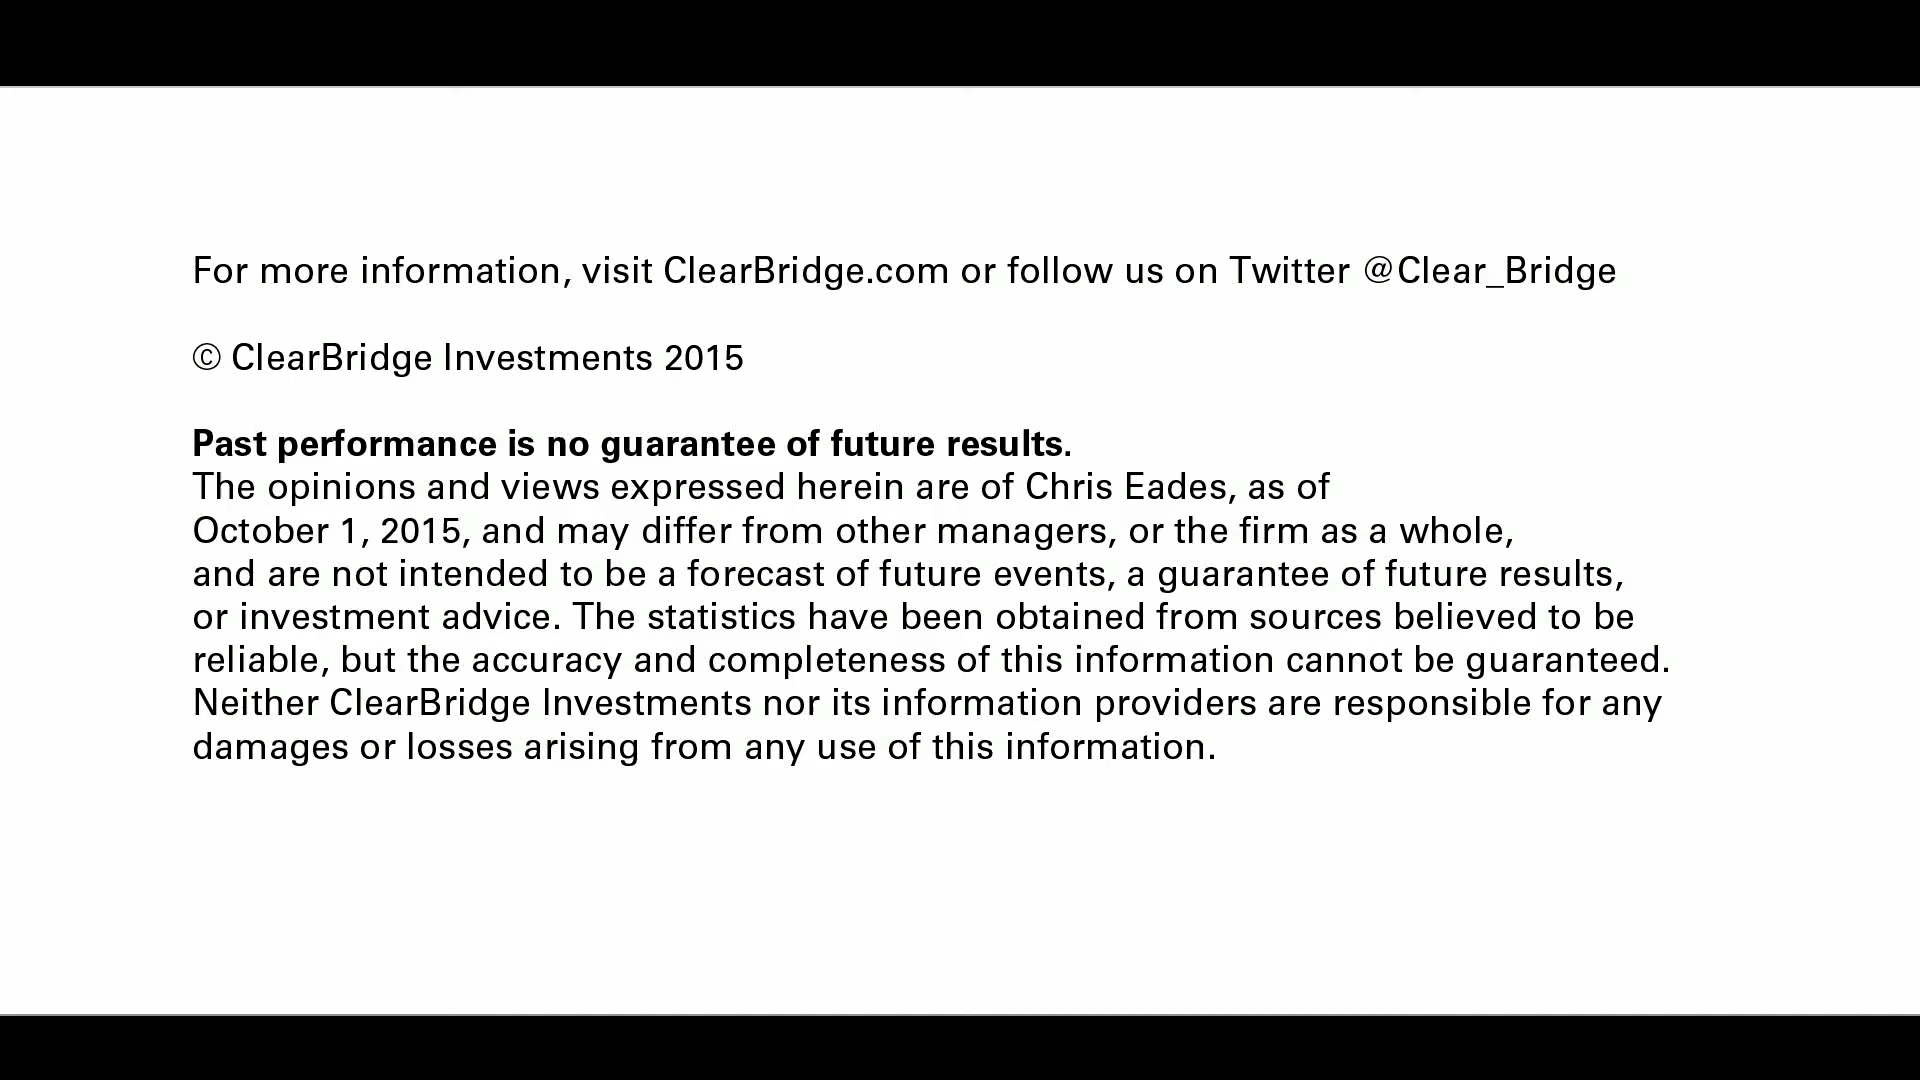 For more information, visit ClearBridge.com or follow us on Twitter @Clear_Bridge
© ClearBridge Investments 2015
Past performance is no guarantee of future results.
The opinions and views expressed herein are of Chris Eades, as of
October 1, 2015, and may differ from other managers, or the firm as a whole,
and are not intended to be a forecast of future events, a guarantee of future results,
or investment advice. The statistics have been obtained from sources believed to be
reliable, but the accuracy and completeness of this information cannot be guaranteed.
Neither ClearBridge Investments nor its information providers are responsible for any
damages or losses arising from any use of this information.